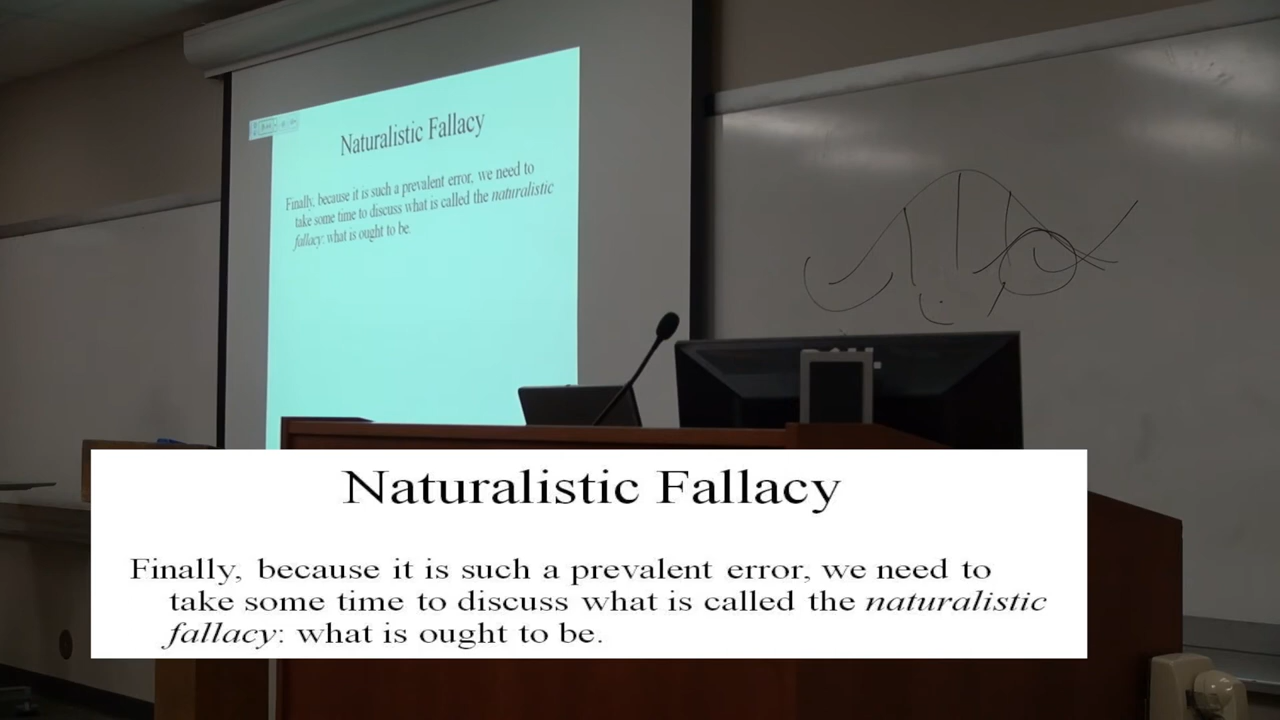 Naturalistic Fallacy
Finally, because it is such a prevalent error, we need to
take some time to discuss what is called the naturalistic
fallacy: what is ought to be.
Naturalistic Fallacy
Finally, because it is such a prevalent error, we need to
take some time to discuss what is called the naturalistic
fallacy: what is ought to be.